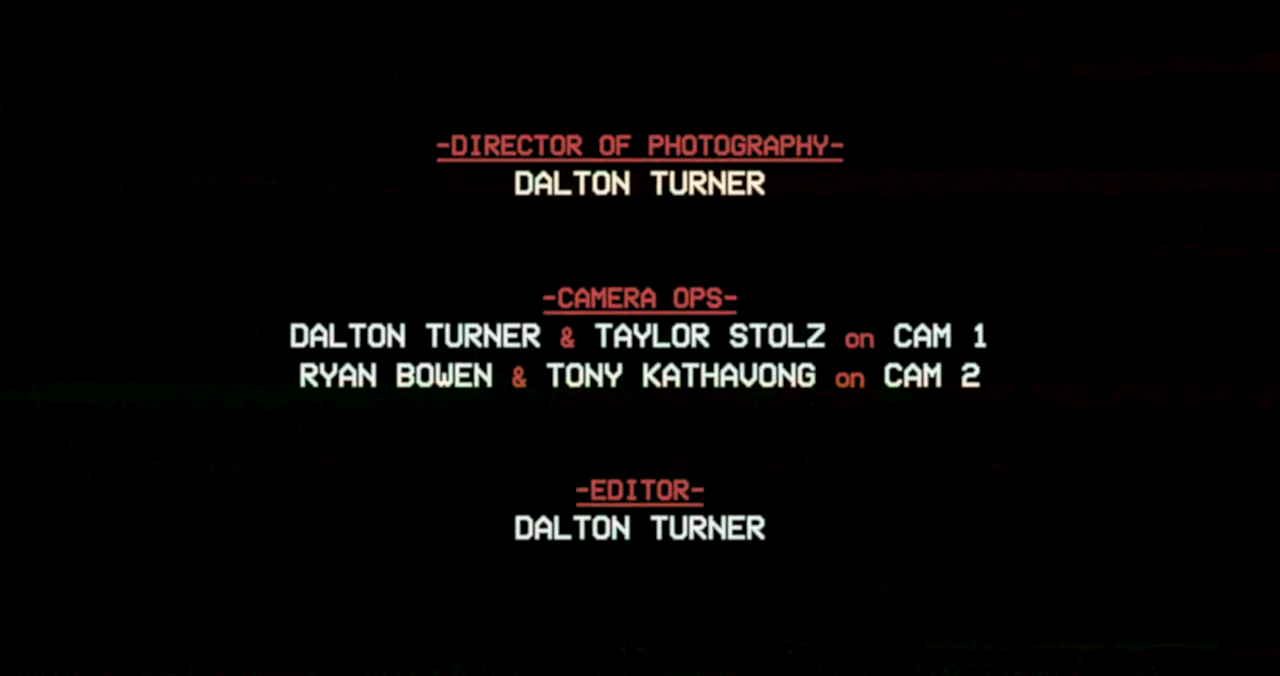 -DIRECTOR OF PHOTOGRAPHY-
DALTON TURNER
-CAMERA OPS-
DALTON TURNER & TAYLOR STOLZ on CAM 1
RYAN BOWEN & TONY KATHAVONG on CAM 2
-EDITOR-
DALTON TURNER